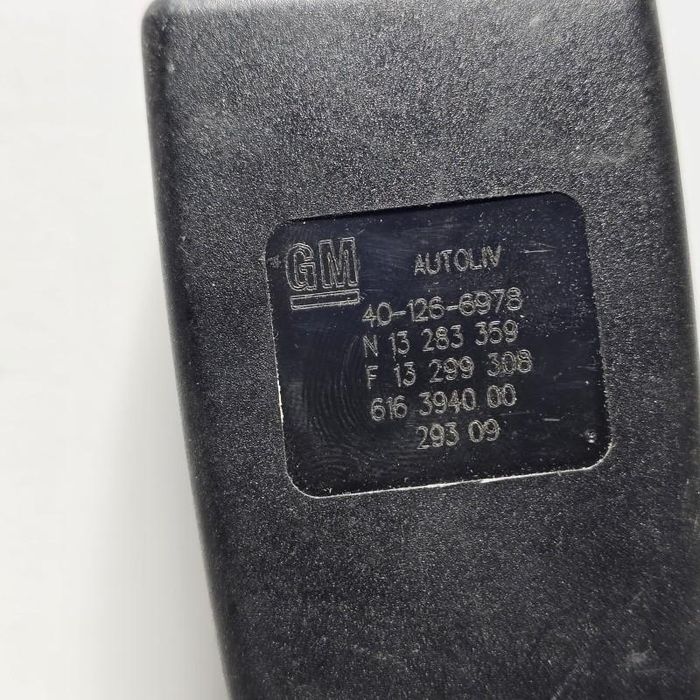 GM AUTOLIV
40-126-6978
N 13 283 359
F 13 299 308
616 3940 00
293 09